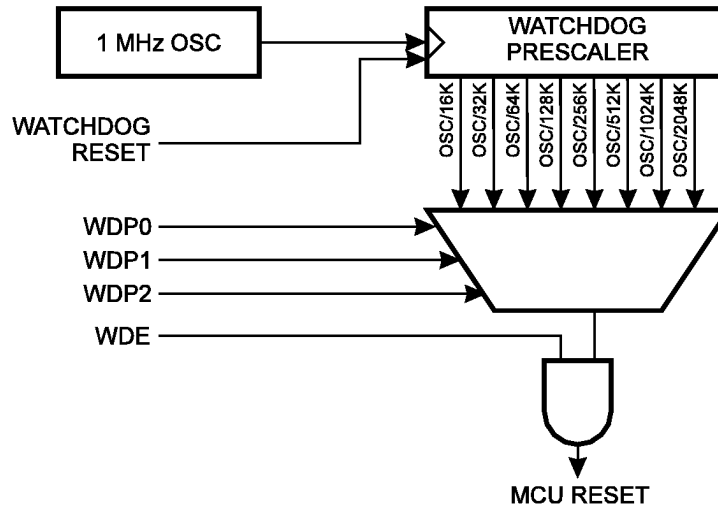 1 MHz OSC
WATCHDOG
PRESCALER
OSC/16K
OSC/32K
OSC/64K
OSC/128K
OSC/256K
OSC/512K
OSC/1024K
OSC/2048K
WATCHDOG
RESET
WDP0
WDP1
WDP2
WDE
MCU RESET